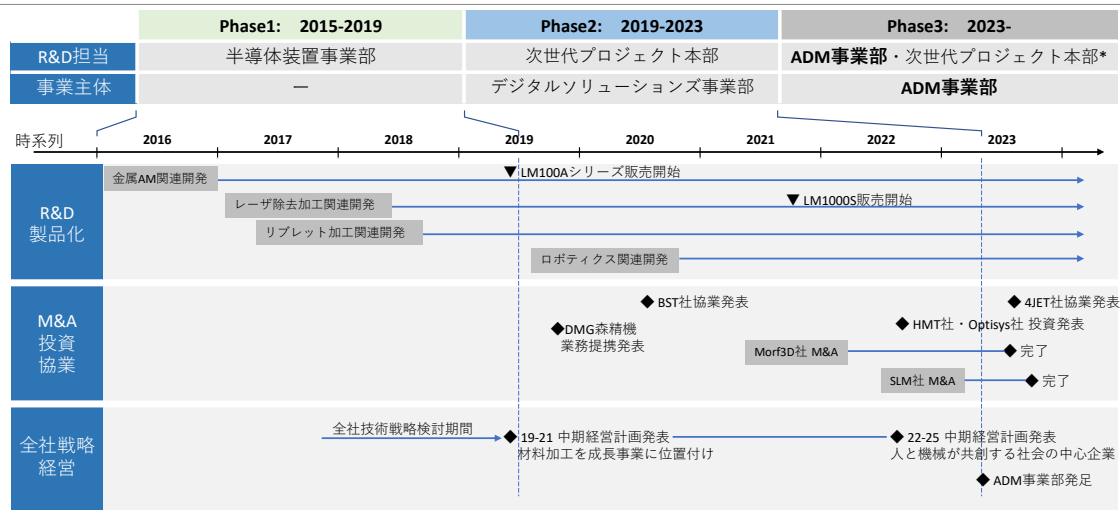 Phase1: 2015-2019
Phase2: 2019-2023
Phase3: 2023-
R&D担当
半導体装置事業部
次世代プロジェクト本部
ADM事業部・次世代プロジェクト本部*
事業主体
ー
デジタルソリューションズ事業部
ADM事業部
時系列
2016
2017
2018
2019
2020
2021
2022
2023
R&D
製品化
金属AM関連開発
▼ LM100Aシリーズ販売開始
レーザ除去加工関連開発
▼ LM1000S販売開始
リブレット加工関連開発
ロボティクス関連開発
M&A
投資
協業
◆ BST社協業発表
◆ 4JET社協業発表
◆DMG森精機
業務提携発表
◆ HMT社・Optisys社 投資発表
Morf3D社 M&A
◆ 完了
SLM社 M&A
◆ 完了
全社戦略
経営
全社技術戦略検討期間
◆ 19-21 中期経営計画発表
材料加工を成長事業に位置付け
◆ 22-25 中期経営計画発表
人と機械が共創する社会の中心企業
◆ ADM事業部発足